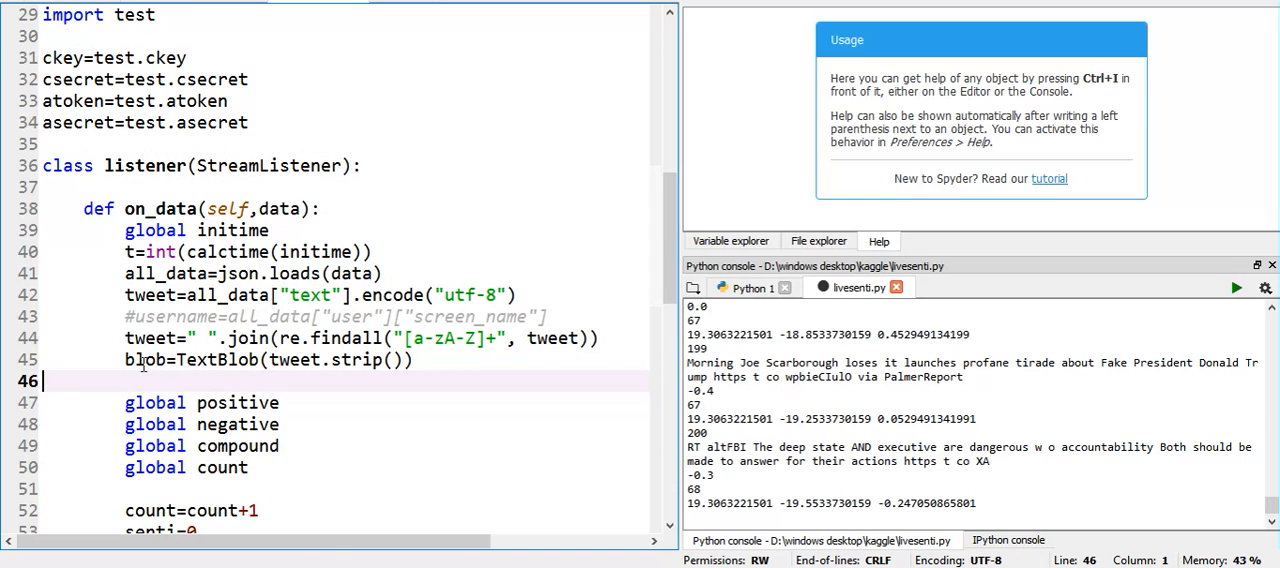 29 import test
30
31 ckey=test.ckey
32 csecret=test.csecret
33 atoken=test.atoken
34 asecret=test.asecret
35
36 class listener(StreamListener):
37
38 def on_data(self,data):
39 global initime
40 t=int(calctime(initime))
41 all_data=json.loads(data)
42 tweet=all_data["text"].encode("utf-8")
43 #username=all_data["user"]["screen_name"]
44 tweet=" ".join(re.findall("[a-zA-Z]+", tweet))
45 blob=TextBlob(tweet.strip())
46
47 global positive
48 global negative
49 global compound
50 global count
51
52 count=count+1
53 senti=0
Usage
Here you can get help of any object by pressing Ctrl+I in
front of it, either on the Editor or the Console.
Help can also be shown automatically after writing a left
parenthesis next to an object. You can activate this
behavior in Preferences > Help.
New to Spyder? Read our tutorial
Variable explorer File explorer Help
Python console - D:\windows desktop\kaggle\livesenti.py
Python 1 livesenti.py
0.0
67
19.3063221501 -18.8533730159 0.452949134199
199
Morning Joe Scarborough loses it launches profane tirade about Fake President Donald Tr
ump https t co wpbieCIulO via PalmerReport
-0.4
67
19.3063221501 -19.2533730159 0.0529491341991
200
RT altFBI The deep state AND executive are dangerous w o accountability Both should be
made to answer for their actions https t co XA
-0.3
68
19.3063221501 -19.5533730159 -0.247050865801
Python console - D:\windows desktop\kaggle\livesenti.py IPython console
Permissions: RW End-of-lines: CRLF Encoding: UTF-8 Line: 46 Column: 1 Memory: 43 %